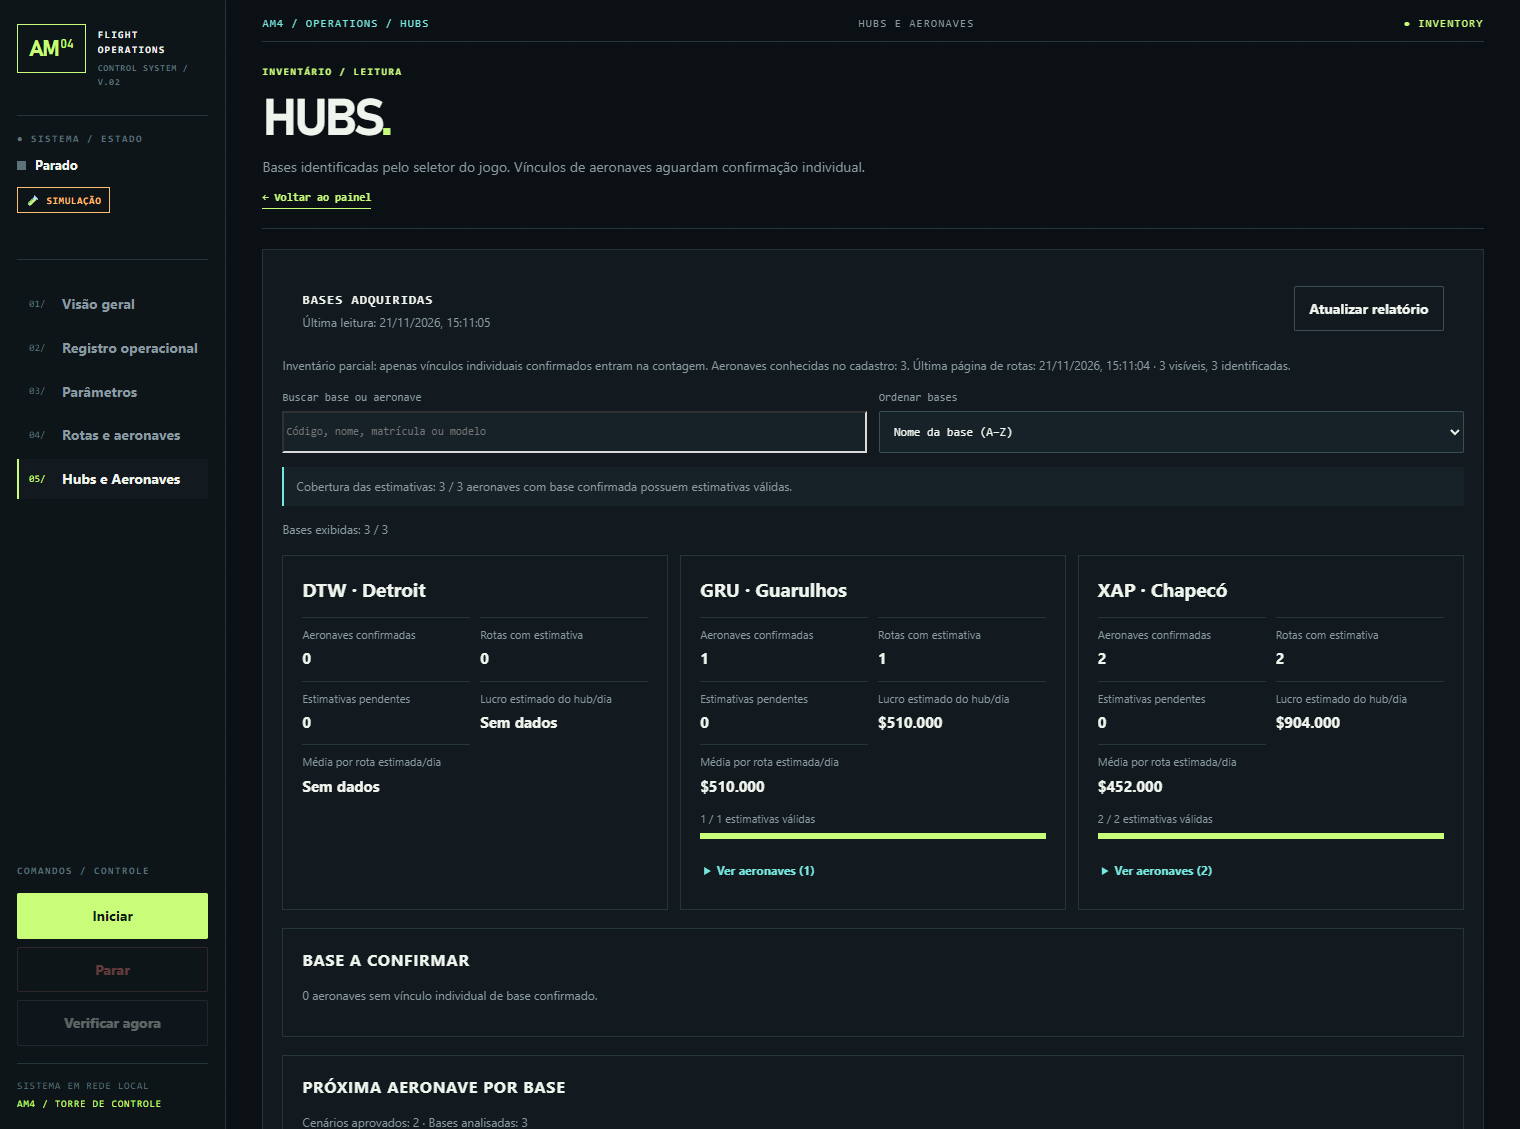 AM04
FLIGHT
OPERATIONS
CONTROL SYSTEM /
V.02
SISTEMA / ESTADO
Parado
SIMULAÇÃO
01/ Visão geral
02/ Registro operacional
03/ Parâmetros
04/ Rotas e aeronaves
05/ Hubs e Aeronaves
COMANDOS / CONTROLE
Iniciar
Parar
Verificar agora
SISTEMA EM REDE LOCAL
AM4 / TORRE DE CONTROLE
AM4 / OPERATIONS / HUBS
HUBS E AERONAVES
● INVENTORY
INVENTÁRIO / LEITURA
HUBS.
Bases identificadas pelo seletor do jogo. Vínculos de aeronaves aguardam confirmação individual.
← Voltar ao painel
BASES ADQUIRIDAS
Última leitura: 21/11/2026, 15:11:05
Atualizar relatório
Inventário parcial: apenas vínculos individuais confirmados entram na contagem. Aeronaves conhecidas no cadastro: 3. Última página de rotas: 21/11/2026, 15:11:04 · 3 visíveis, 3 identificadas.
Buscar base ou aeronave
Código, nome, matrícula ou modelo
Ordenar bases
Nome da base (A–Z)
Cobertura das estimativas: 3 / 3 aeronaves com base confirmada possuem estimativas válidas.
Bases exibidas: 3 / 3
DTW · Detroit
Aeronaves confirmadas
0
Rotas com estimativa
0
Estimativas pendentes
0
Lucro estimado do hub/dia
Sem dados
Média por rota estimada/dia
Sem dados
GRU · Guarulhos
Aeronaves confirmadas
1
Rotas com estimativa
1
Estimativas pendentes
0
Lucro estimado do hub/dia
$510.000
Média por rota estimada/dia
$510.000
1 / 1 estimativas válidas
▶ Ver aeronaves (1)
XAP · Chapecó
Aeronaves confirmadas
2
Rotas com estimativa
2
Estimativas pendentes
0
Lucro estimado do hub/dia
$904.000
Média por rota estimada/dia
$452.000
2 / 2 estimativas válidas
▶ Ver aeronaves (2)
BASE A CONFIRMAR
0 aeronaves sem vínculo individual de base confirmado.
PRÓXIMA AERONAVE POR BASE
Cenários aprovados: 2 · Bases analisadas: 3